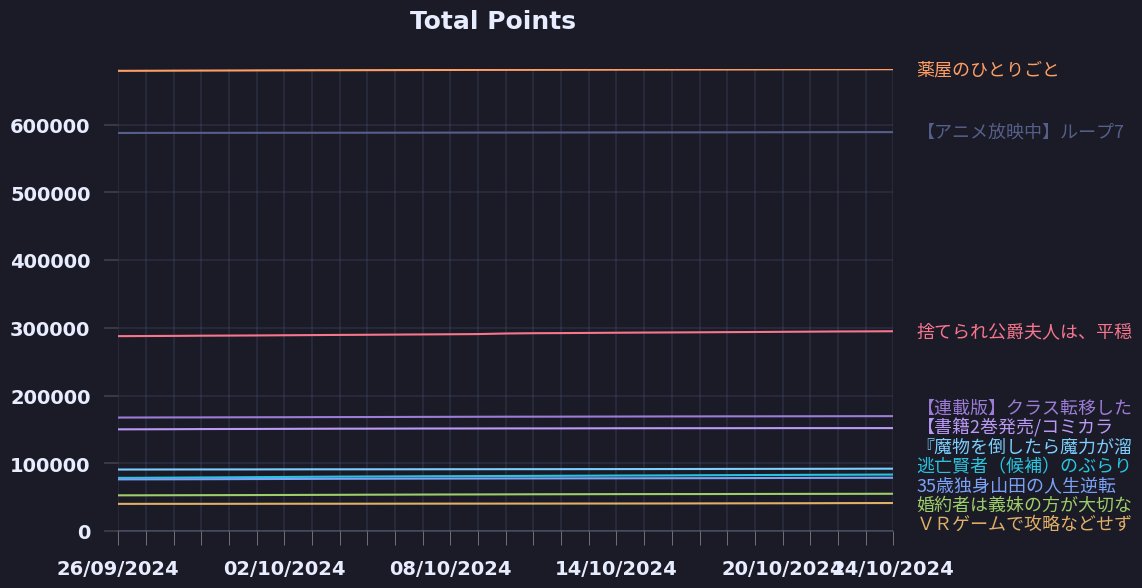 Total Points
薬屋のひとりごと
600000
【アニメ放映中】ループ7
500000
400000
300000
捨てられ公爵夫人は、平穏
200000
【連載版】クラス転移した
【書籍2巻発売/コミカラ
『魔物を倒したら魔力が溜
100000
逃亡賢者（候補）のぶらり
35歳独身山田の人生逆転
婚約者は義妹の方が大切な
ＶＲゲームで攻略などせず
0
26/09/2024
02/10/2024
08/10/2024
14/10/2024
20/10/2024
24/10/2024